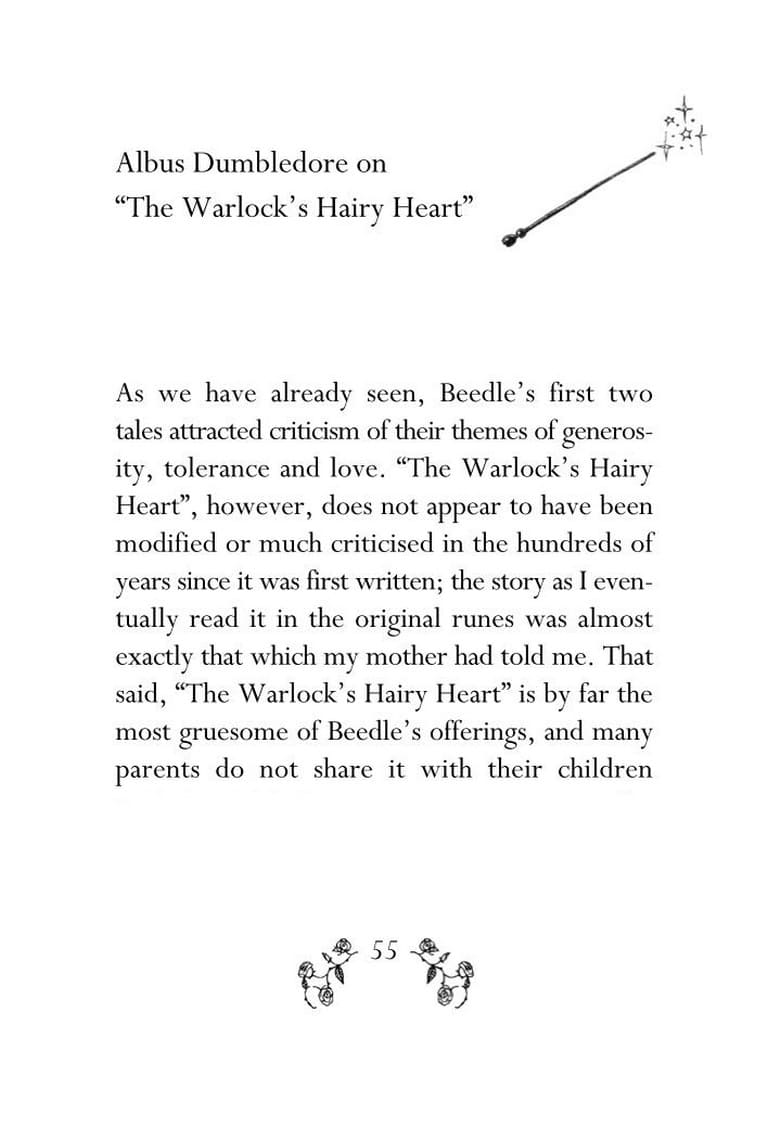 Albus Dumbledore on
“The Warlock’s Hairy Heart”
As we have already seen, Beedle’s first two
tales attracted criticism of their themes of generos-
ity, tolerance and love. “The Warlock’s Hairy
Heart”, however, does not appear to have been
modified or much criticised in the hundreds of
years since it was first written; the story as I even-
tually read it in the original runes was almost
exactly that which my mother had told me. That
said, “The Warlock’s Hairy Heart” is by far the
most gruesome of Beedle’s offerings, and many
parents do not share it with their children
55